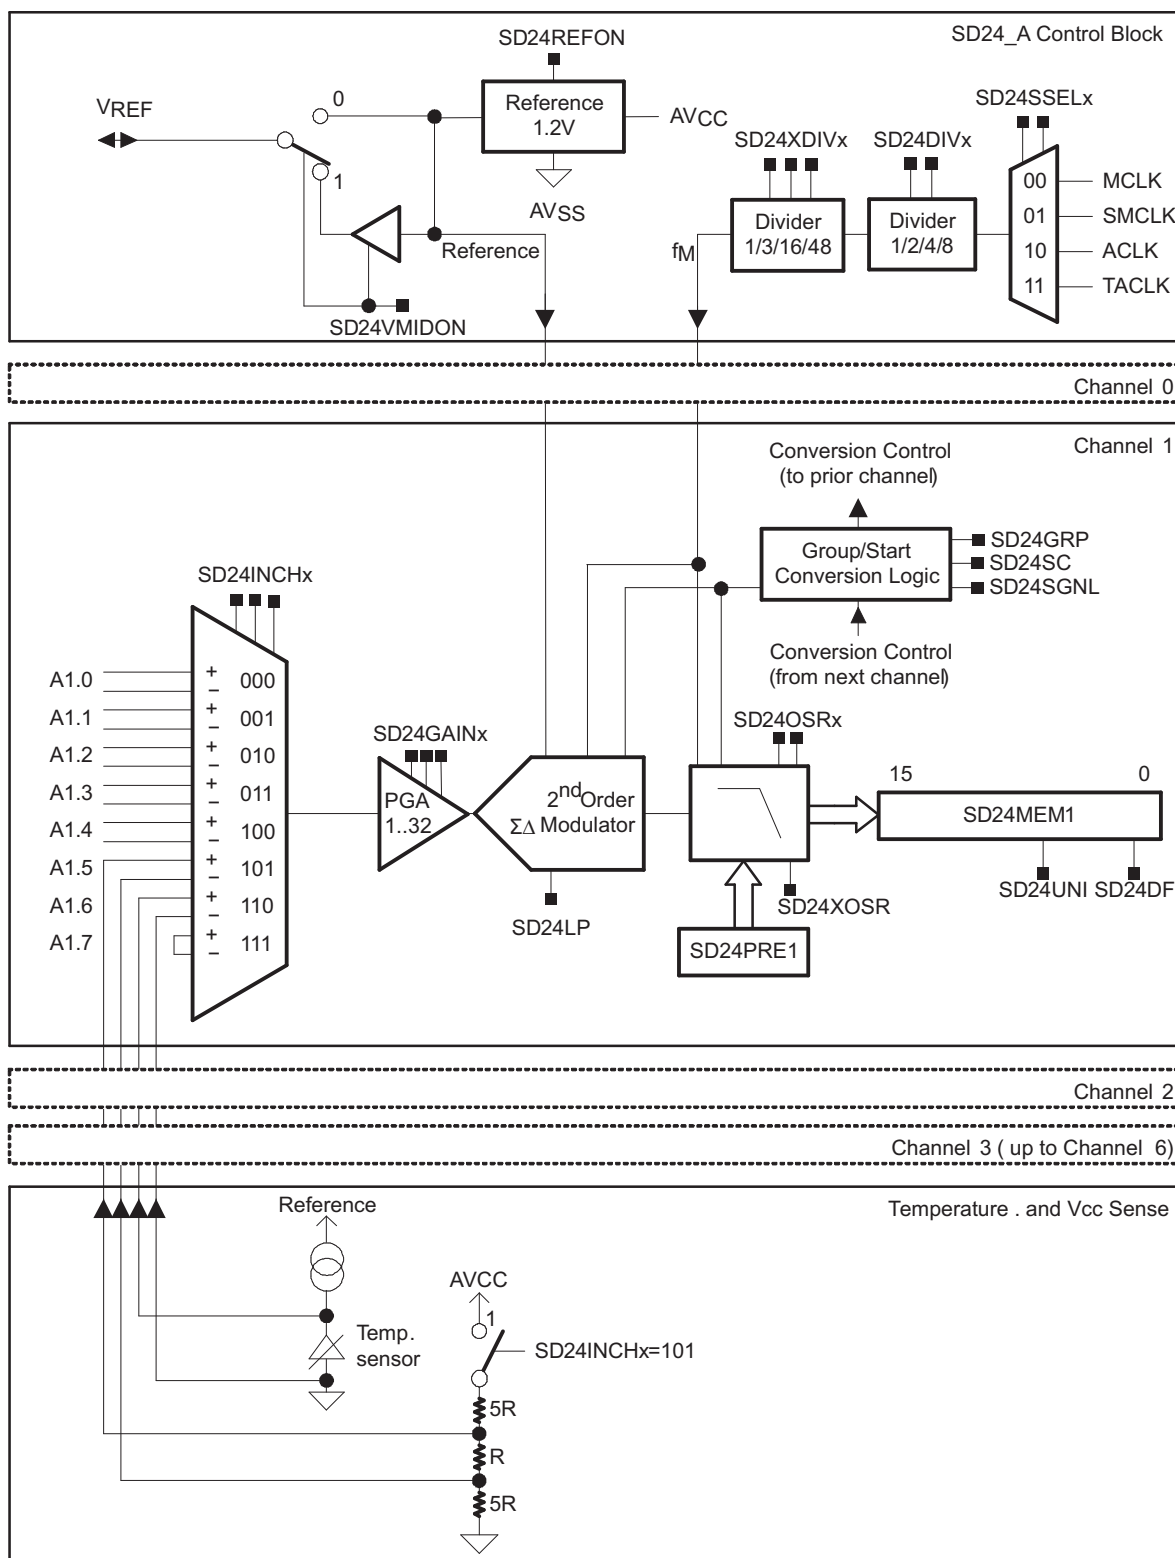 SD24_A Control Block
SD24REFON
VREF
0
Reference
1.2V
AVCC
SD24SSELx
SD24XDIVx
SD24DIVx
1
AVSS
Reference
fM
Divider
1/3/16/48
Divider
1/2/4/8
00
MCLK
01
SMCLK
10
ACLK
11
TACLK
SD24VMIDON
Channel 0
Channel 1
Conversion Control
(to prior channel)
Group/Start
Conversion Logic
SD24GRP
SD24SC
SD24SGNL
Conversion Control
(from next channel)
SD24INCHx
A1.0
+
−
000
A1.1
+
−
001
A1.2
+
−
010
A1.3
+
−
011
A1.4
+
−
100
A1.5
+
−
101
A1.6
+
−
110
A1.7
+
−
111
SD24GAINx
PGA
1..32
2nd Order
ΣΔ Modulator
SD24LP
SD24OSRx
SD24XOSR
SD24PRE1
15
0
SD24MEM1
SD24UNI
SD24DF
Channel 2
Channel 3 ( up to Channel 6)
Temperature . and Vcc Sense
Reference
Temp.
sensor
AVCC
1
SD24INCHx=101
5R
R
5R